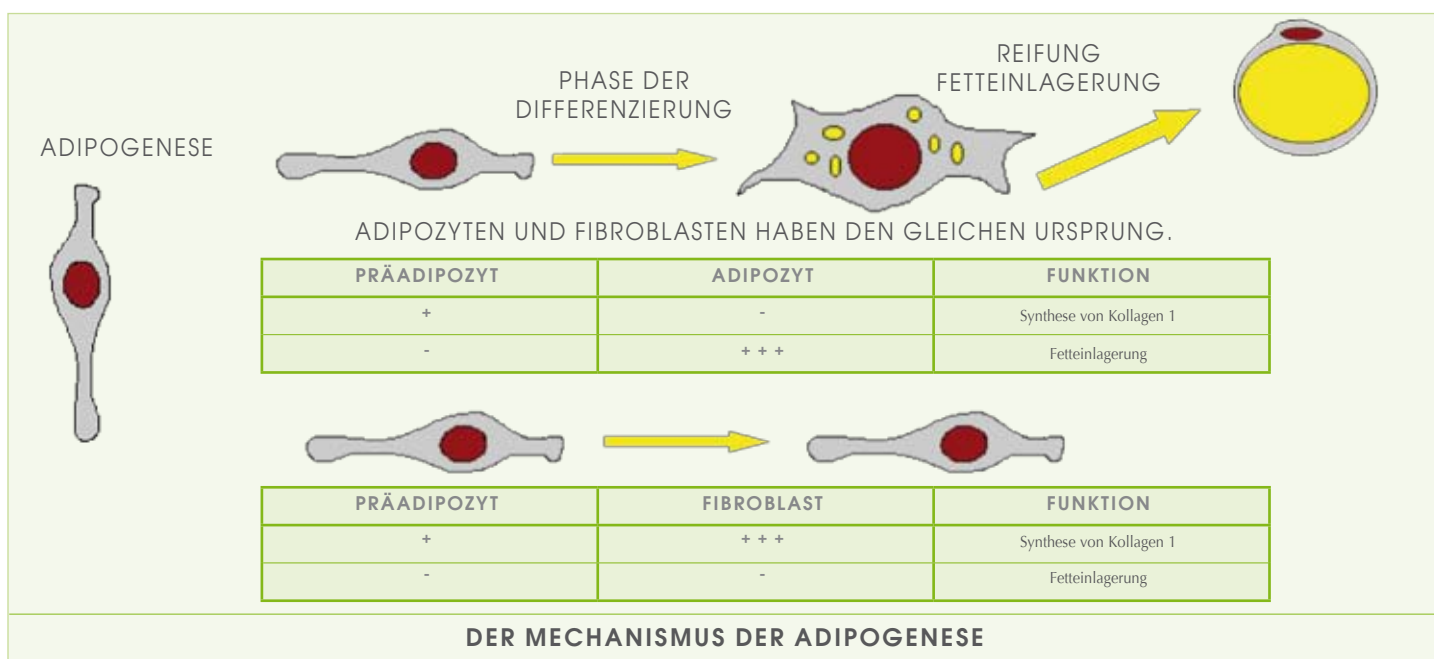 ADIPOGENESE
PHASE DER
DIFFERENZIERUNG
REIFUNG
FETTEINLAGERUNG
ADIPOZYTEN UND FIBROBLASTEN HABEN DEN GLEICHEN URSPRUNG.
PRÄADIPOZYT ADIPOZYT FUNKTION
+ - Synthese von Kollagen 1
- + + + Fetteinlagerung
PRÄADIPOZYT FIBROBLAST FUNKTION
+ + + + Synthese von Kollagen 1
- - Fetteinlagerung
DER MECHANISMUS DER ADIPOGENESE